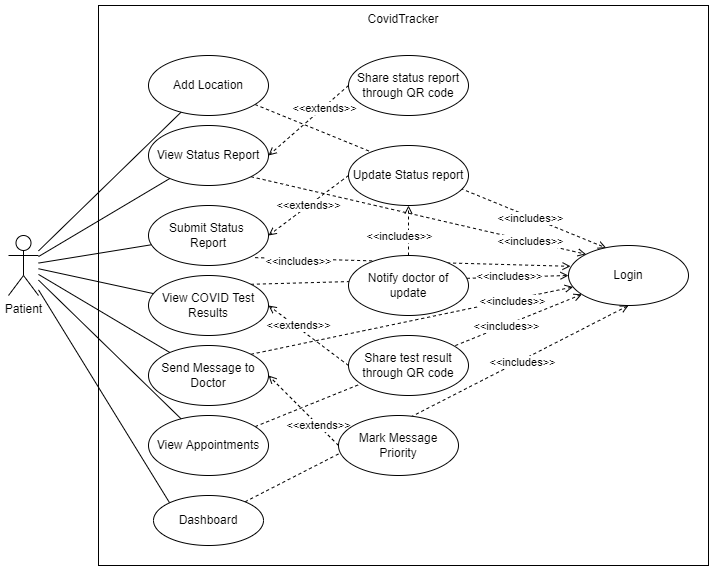 CovidTracker
Add Location
Share status report
through QR code
<<extends>>
View Status Report
Update Status report
<<extends>>
<<includes>>
Submit Status
Report
<<includes>>
<<includes>>
<<includes>>
Patient
View COVID Test
Results
Notify doctor of
update
<<includes>>
Login
<<includes>>
<<extends>>
<<includes>>
Send Message to
Doctor
Share test result
through QR code
<<includes>>
<<extends>>
View Appointments
Mark Message
Priority
Dashboard